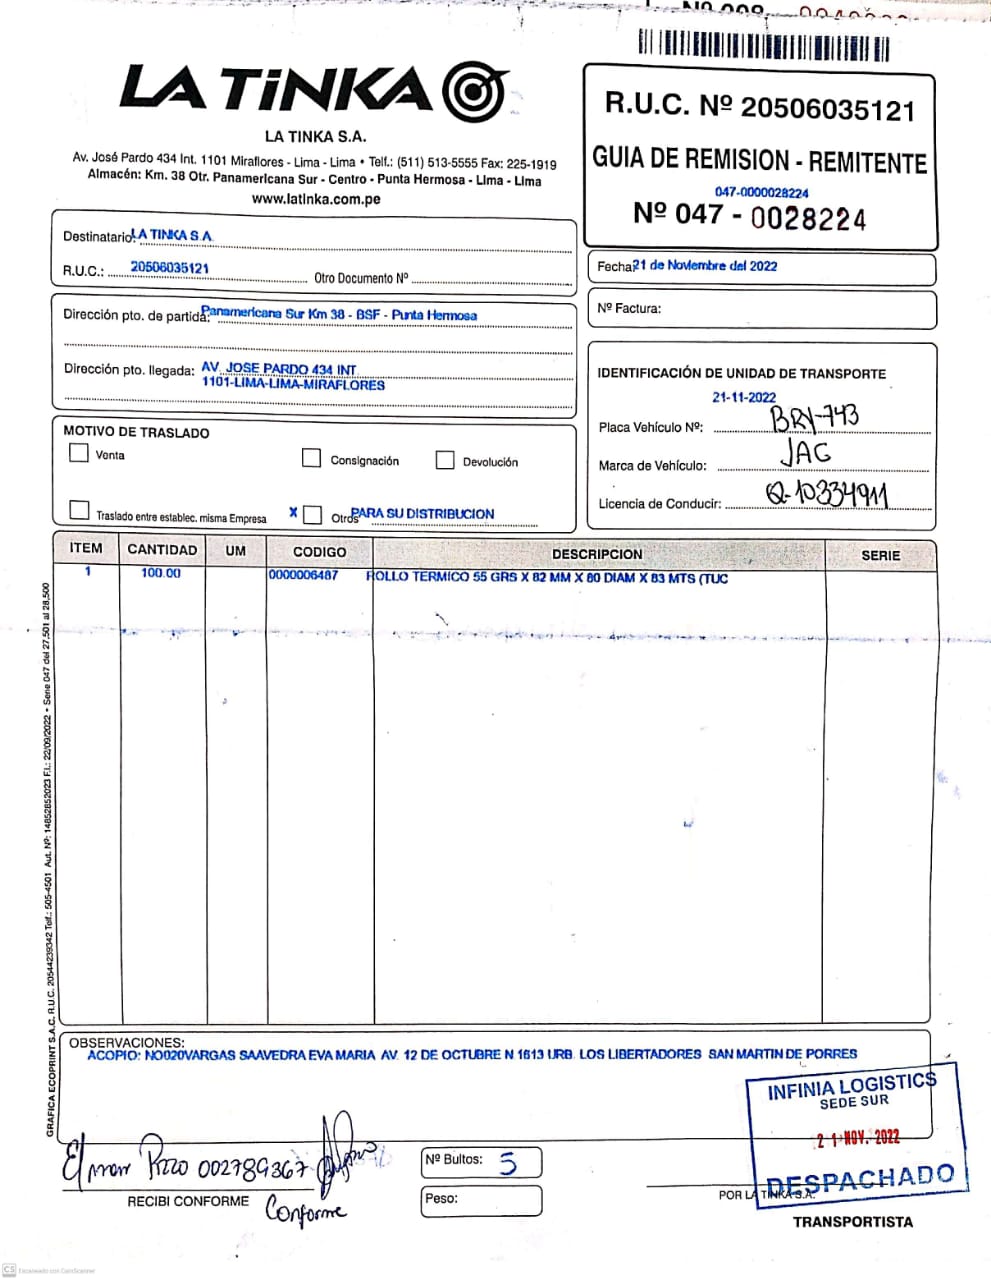 LA TiNKA
LA TINKA S.A.
Av. José Pardo 434 Int. 1101 Miraflores - Lima - Lima • Telf.: (511) 513-5555 Fax: 225-1919
Almacén: Km. 38 Otr. Panamericana Sur - Centro - Punta Hermosa - Lima - Lima
www.latinka.com.pe
R.U.C. Nº 20506035121
GUIA DE REMISION - REMITENTE
047-0000028224
Nº 047 - 0028224
Destinatario: LA TINKA S.A.
R.U.C.: 20506035121 Otro Documento Nº
Fecha: 21 de Noviembre del 2022
Nº Factura:
Dirección pto. de partida: Panamericana Sur Km 38 - BSF - Punta Hermosa
Dirección pto. llegada: AV. JOSE PARDO 434 INT.
1101-LIMA-LIMA-MIRAFLORES
IDENTIFICACIÓN DE UNIDAD DE TRANSPORTE
21-11-2022
Placa Vehículo Nº: BRY-743
Marca de Vehículo: JAC
Licencia de Conducir: Q-10334911
MOTIVO DE TRASLADO
Venta Consignación Devolución
Traslado entre establec. misma Empresa X Otros PARA SU DISTRIBUCION
ITEM CANTIDAD UM CODIGO DESCRIPCION SERIE
1 100.00 0000006487 ROLLO TERMICO 55 GRS X 82 MM X 80 DIAM X 83 MTS (TUC
GRAFICA ECOPRINT S.A.C. R.U.C. 20544239342 Telf.: 505-4501 Aut. Nº: 14852852023 F.I.: 22/09/2022 • Serie 047 del 27,501 al 28,500
OBSERVACIONES:
ACOPIO: NO020VARGAS SAAVEDRA EVA MARIA AV. 12 DE OCTUBRE N 1613 URB. LOS LIBERTADORES SAN MARTIN DE PORRES
INFINIA LOGISTICS
SEDE SUR
21 NOV. 2022
DESPACHADO
002789367
RECIBI CONFORME
Conforme
Nº Bultos: 5
Peso:
POR LA TINKA S.A.
TRANSPORTISTA
CS Escaneado con CamScanner